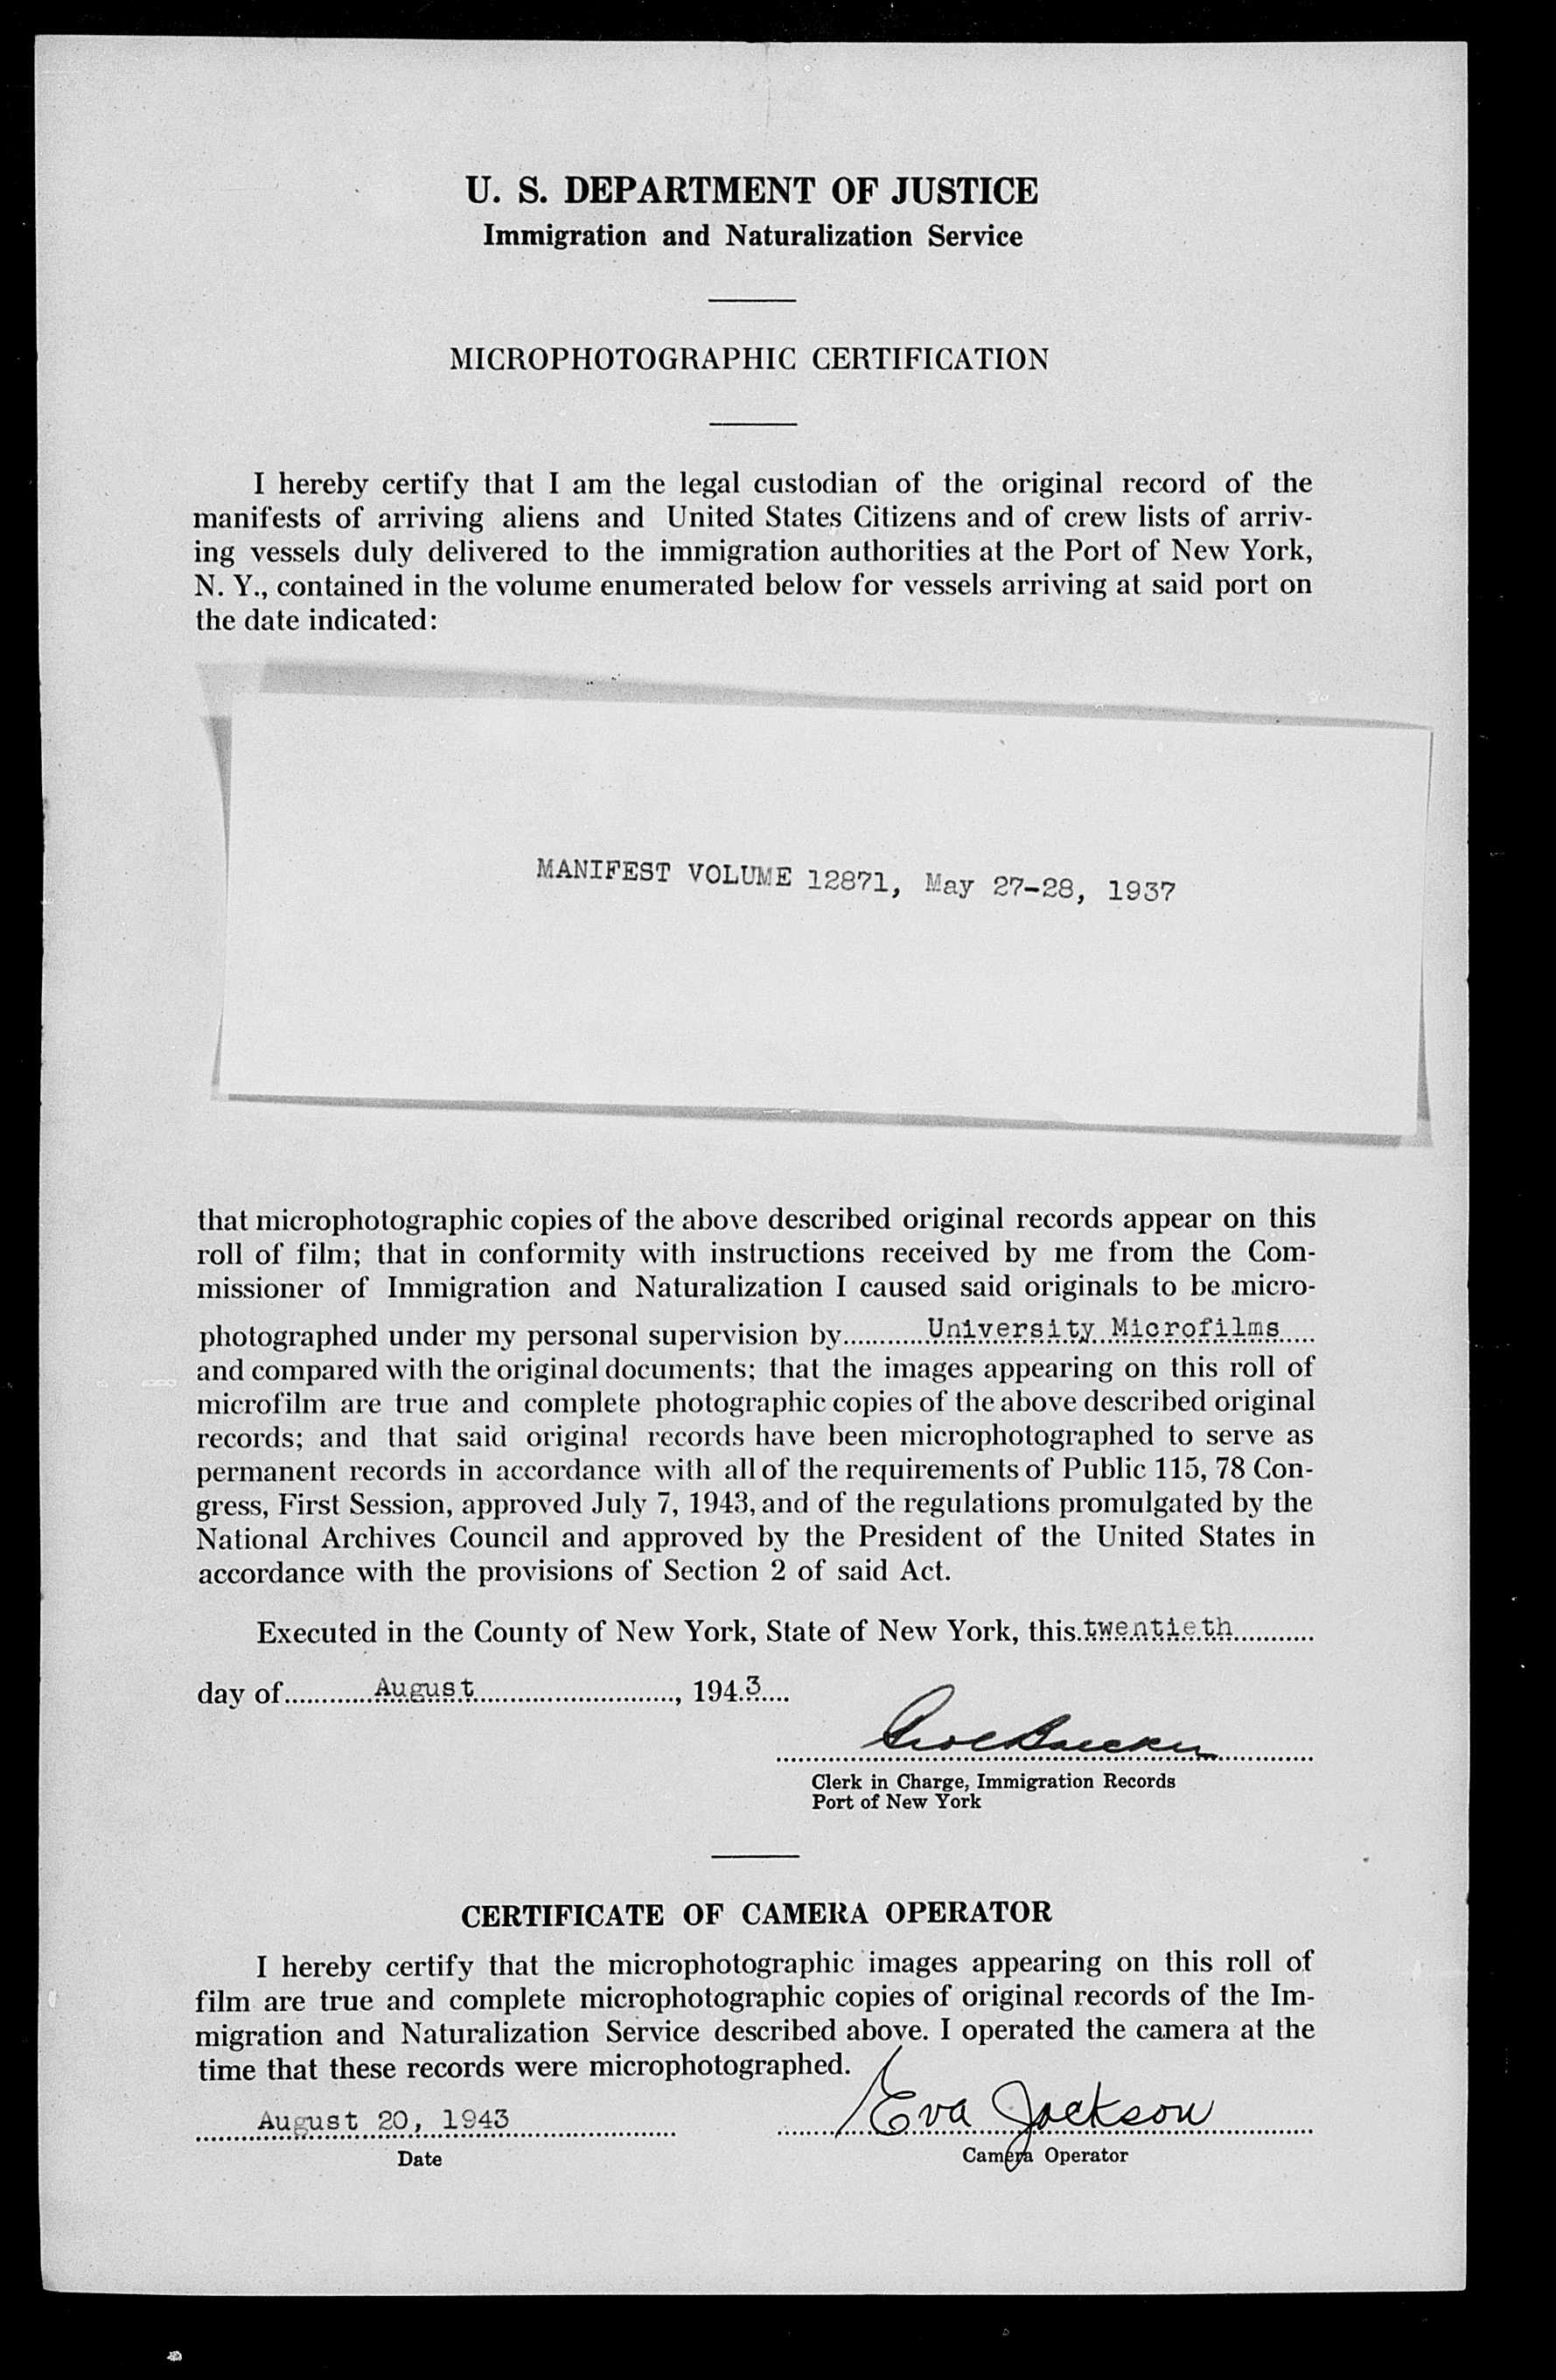 U. S. DEPARTMENT OF JUSTICE
Immigration and Naturalization Service
MICROPHOTOGRAPHIC CERTIFICATION
I hereby certify that I am the legal custodian of the original record of the
manifests of arriving aliens and United States Citizens and of crew lists of arriv-
ing vessels duly delivered to the immigration authorities at the Port of New York,
N. Y., contained in the volume enumerated below for vessels arriving at said port on
the date indicated:
MANIFEST VOLUME 12871, May 27-28, 1937
that microphotographic copies of the above described original records appear on this
roll of film; that in conformity with instructions received by me from the Com-
missioner of Immigration and Naturalization I caused said originals to be micro-
photographed under my personal supervision by University Microfilms
and compared with the original documents; that the images appearing on this roll of
microfilm are true and complete photographic copies of the above described original
records; and that said original records have been microphotographed to serve as
permanent records in accordance with all of the requirements of Public 115, 78 Con-
gress, First Session, approved July 7, 1943, and of the regulations promulgated by the
National Archives Council and approved by the President of the United States in
accordance with the provisions of Section 2 of said Act.
Executed in the County of New York, State of New York, this twentieth
day of August, 1943
Clerk in Charge, Immigration Records
Port of New York
CERTIFICATE OF CAMERA OPERATOR
I hereby certify that the microphotographic images appearing on this roll of
film are true and complete microphotographic copies of original records of the Im-
migration and Naturalization Service described above. I operated the camera at the
time that these records were microphotographed.
August 20, 1943 Eva Jackson
Date Camera Operator